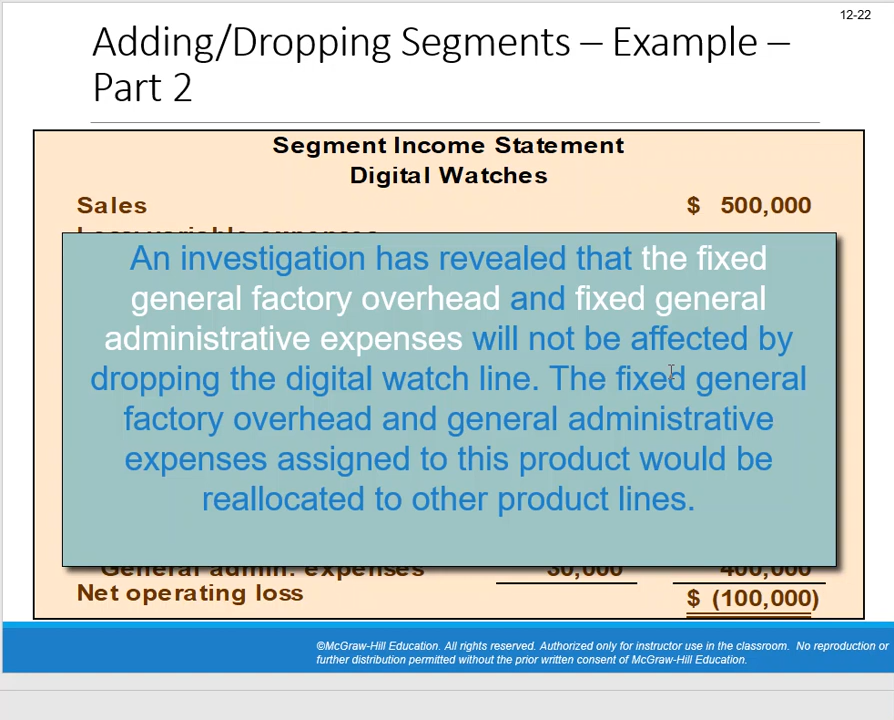 12-22
Adding/Dropping Segments – Example –
Part 2
Segment Income Statement
Digital Watches
Sales $ 500,000
Less: variable expenses
An investigation has revealed that the fixed
general factory overhead and fixed general
administrative expenses will not be affected by
dropping the digital watch line. The fixed general
factory overhead and general administrative
expenses assigned to this product would be
reallocated to other product lines.
General admin. expenses 30,000 400,000
Net operating loss $ (100,000)
©McGraw-Hill Education. All rights reserved. Authorized only for instructor use in the classroom. No reproduction or
further distribution permitted without the prior written consent of McGraw-Hill Education.